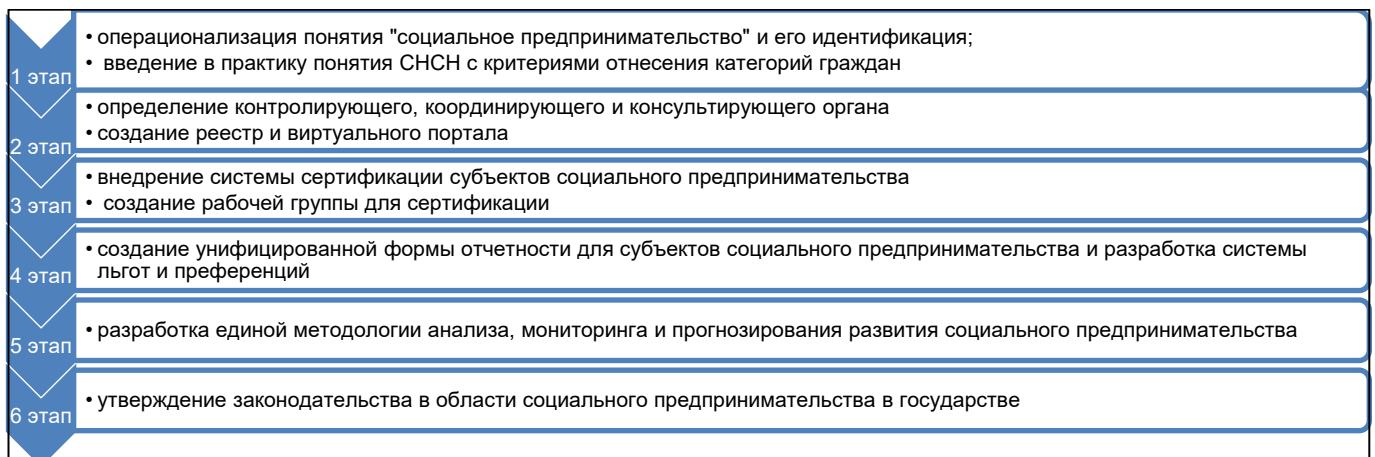 1 этап
• операционализация понятия "социальное предпринимательство" и его идентификация;
• введение в практику понятия СНСН с критериями отнесения категорий граждан
2 этап
• определение контролирующего, координирующего и консультирующего органа
• создание реестр и виртуального портала
3 этап
• внедрение системы сертификации субъектов социального предпринимательства
• создание рабочей группы для сертификации
4 этап
• создание унифицированной формы отчетности для субъектов социального предпринимательства и разработка системы
льгот и преференций
5 этап
• разработка единой методологии анализа, мониторинга и прогнозирования развития социального предпринимательства
6 этап
• утверждение законодательства в области социального предпринимательства в государстве